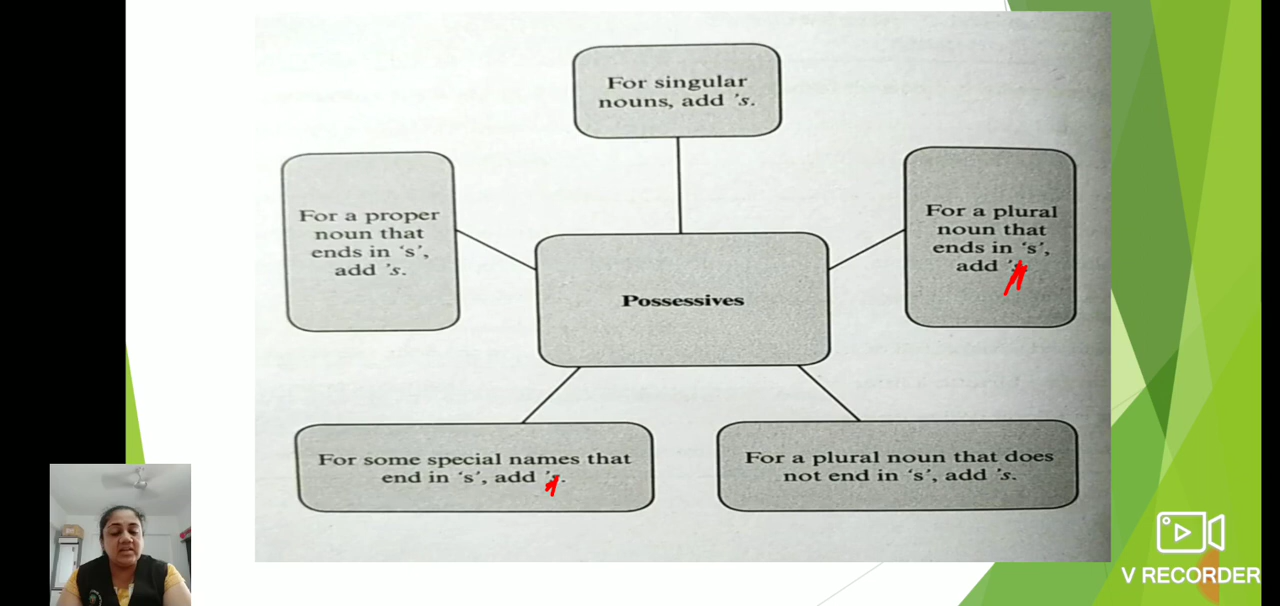 For singular
nouns, add 's.
For a proper
noun that
ends in ‘s’,
add 's.
For a plural
noun that
ends in ‘s’,
add '
Possessives
For some special names that
end in ‘s’, add '
For a plural noun that does
not end in ‘s’, add 's.
V RECORDER